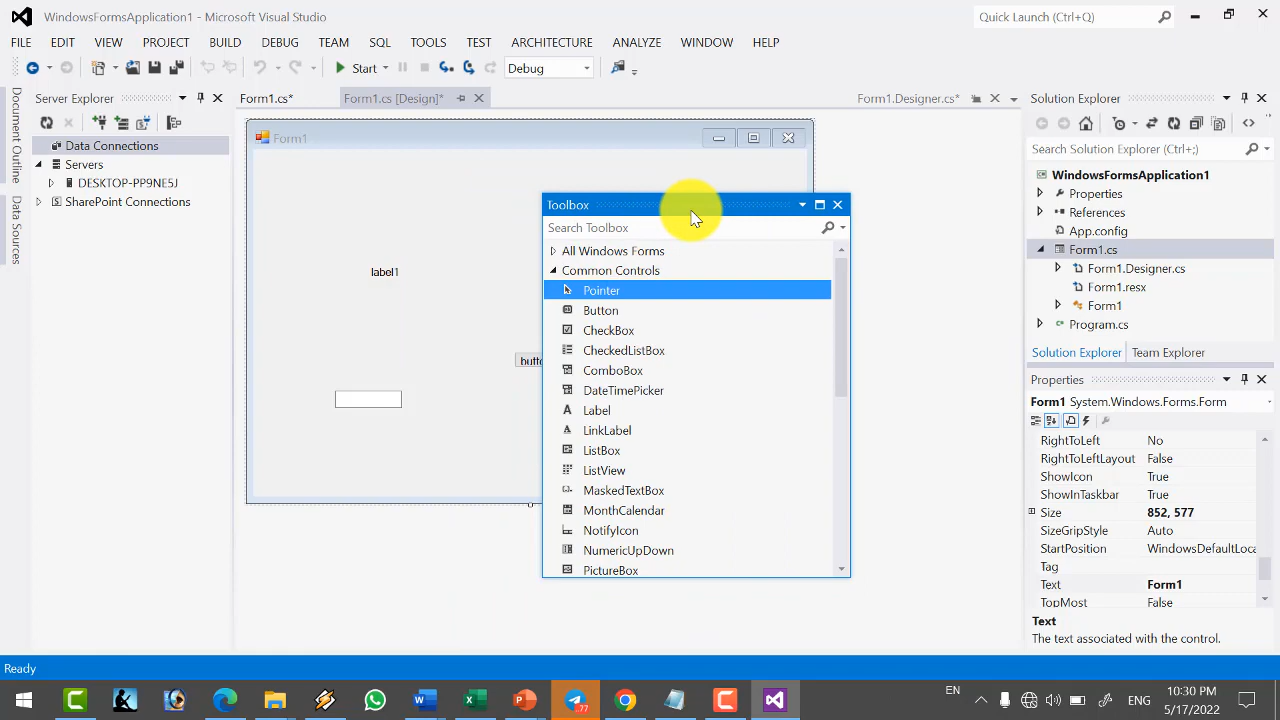 WindowsFormsApplication1 - Microsoft Visual Studio
Quick Launch (Ctrl+Q)
FILE EDIT VIEW PROJECT BUILD DEBUG TEAM SQL TOOLS TEST ARCHITECTURE ANALYZE WINDOW HELP
Start Debug
Document Outline
Data Sources
Server Explorer
Data Connections
Servers
DESKTOP-PP9NE5J
SharePoint Connections
Form1.cs* Form1.cs [Design]* Form1.Designer.cs*
Form1
label1
Toolbox
Search Toolbox
All Windows Forms
Common Controls
Pointer
Button
CheckBox
CheckedListBox
ComboBox
DateTimePicker
Label
LinkLabel
ListBox
ListView
MaskedTextBox
MonthCalendar
NotifyIcon
NumericUpDown
PictureBox
Solution Explorer
Search Solution Explorer (Ctrl+;)
WindowsFormsApplication1
Properties
References
App.config
Form1.cs
Form1.Designer.cs
Form1.resx
Form1
Program.cs
Solution Explorer Team Explorer
Properties
Form1 System.Windows.Forms.Form
RightToLeft No
RightToLeftLayout False
ShowIcon True
ShowInTaskbar True
Size 852, 577
SizeGripStyle Auto
StartPosition WindowsDefaultLoca
Tag
Text Form1
TopMost False
Text
The text associated with the control.
Ready
77
EN
10:30 PM
5/17/2022